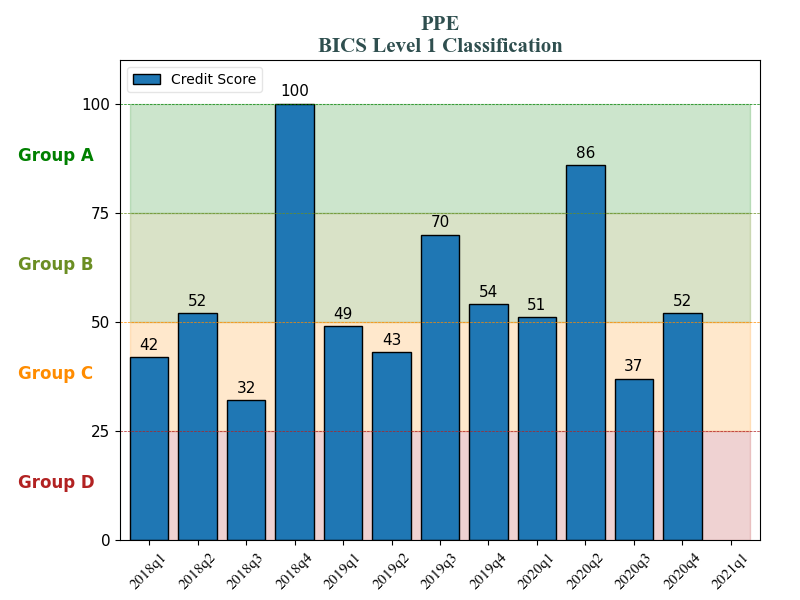 PPE
BICS Level 1 Classification
Credit Score
100
75
50
25
0
Group A
Group B
Group C
Group D
42
52
32
100
49
43
70
54
51
86
37
52
2018q1
2018q2
2018q3
2018q4
2019q1
2019q2
2019q3
2019q4
2020q1
2020q2
2020q3
2020q4
2021q1